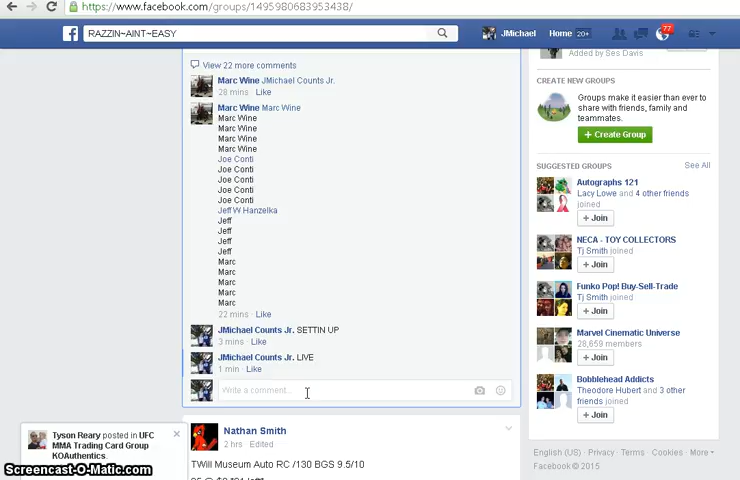 https://www.facebook.com/groups/1495980683953438/
RAZZIN~AINT~EASY
JMichael
Home 20+
77
View 22 more comments
Marc Wine JMichael Counts Jr.
28 mins · Like
Marc Wine Marc Wine
Marc Wine
Marc Wine
Marc Wine
Marc Wine
Joe Conti
Joe Conti
Joe Conti
Joe Conti
Joe Conti
Jeff W Hanzelka
Jeff
Jeff
Jeff
Jeff
Marc
Marc
Marc
Marc
Marc
22 mins · Like
JMichael Counts Jr. SETTIN UP
3 mins · Like
JMichael Counts Jr. LIVE
1 min · Like
Write a comment...
Nathan Smith
2 hrs · Edited
TWill Museum Auto RC /130 BGS 9.5/10
Tyson Reary posted in UFC
MMA Trading Card Group
KOAuthentics.
Screencast-O-Matic.com
Added by Ses Davis
CREATE NEW GROUPS
Groups make it easier than ever to
share with friends, family and
teammates.
+ Create Group
SUGGESTED GROUPS
See All
Autographs 121
Lacy Lowe and 4 other friends
joined
+ Join
NECA - TOY COLLECTORS
Tj Smith joined
+ Join
Funko Pop! Buy-Sell-Trade
Tj Smith joined
+ Join
Marvel Cinematic Universe
28,659 members
+ Join
Bobblehead Addicts
Theodore Hubert and 3 other
friends joined
+ Join
English (US) · Privacy · Terms · Cookies · More
Facebook © 2015